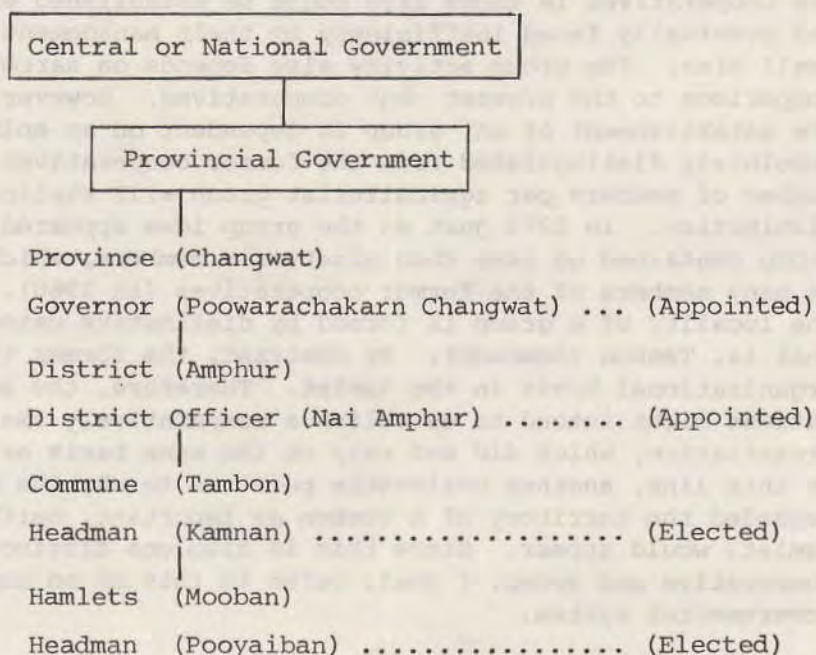 Central or National Government
Provincial Government
Province (Changwat)
Governor (Poowarachakarn Changwat) ... (Appointed)
District (Amphur)
District Officer (Nai Amphur) ........ (Appointed)
Commune (Tambon)
Headman (Kamnan) ..................... (Elected)
Hamlets (Mooban)
Headman (Pooyaiban) .................. (Elected)